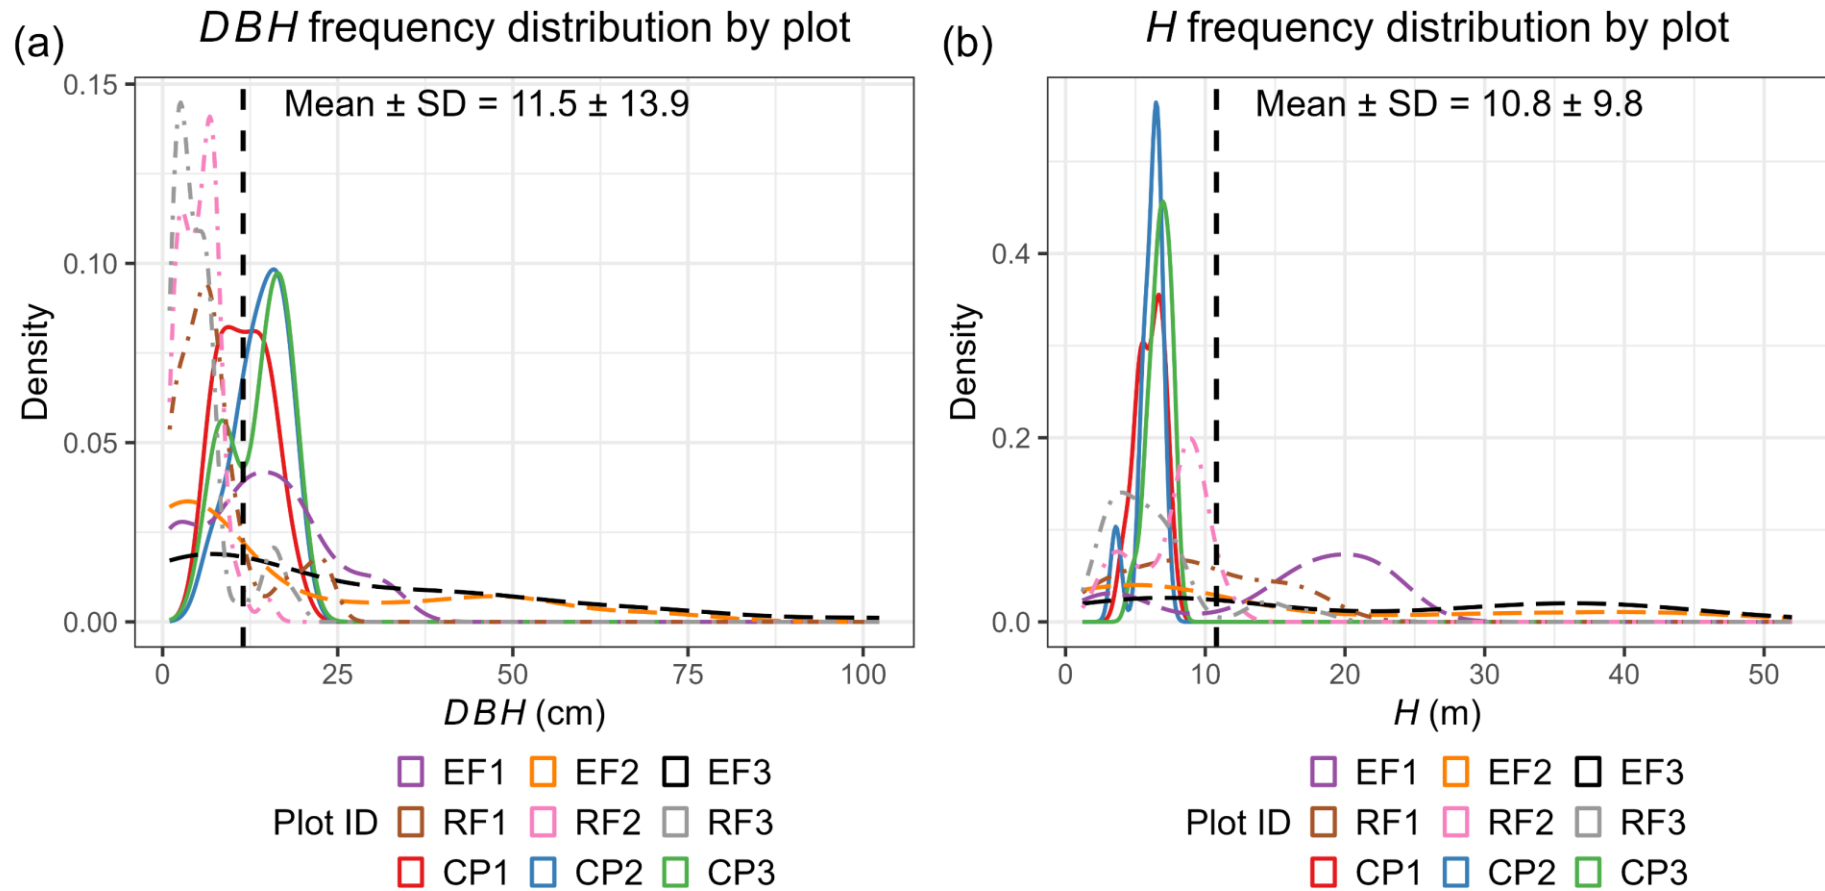 (a)
DBH frequency distribution by plot
Mean ± SD = 11.5 ± 13.9
0.15
0.10
0.05
0.00
Density
0 25 50 75 100
DBH (cm)
EF1 EF2 EF3
Plot ID RF1 RF2 RF3
CP1 CP2 CP3
(b)
H frequency distribution by plot
Mean ± SD = 10.8 ± 9.8
0.4
0.2
0.0
Density
0 10 20 30 40 50
H (m)
EF1 EF2 EF3
Plot ID RF1 RF2 RF3
CP1 CP2 CP3